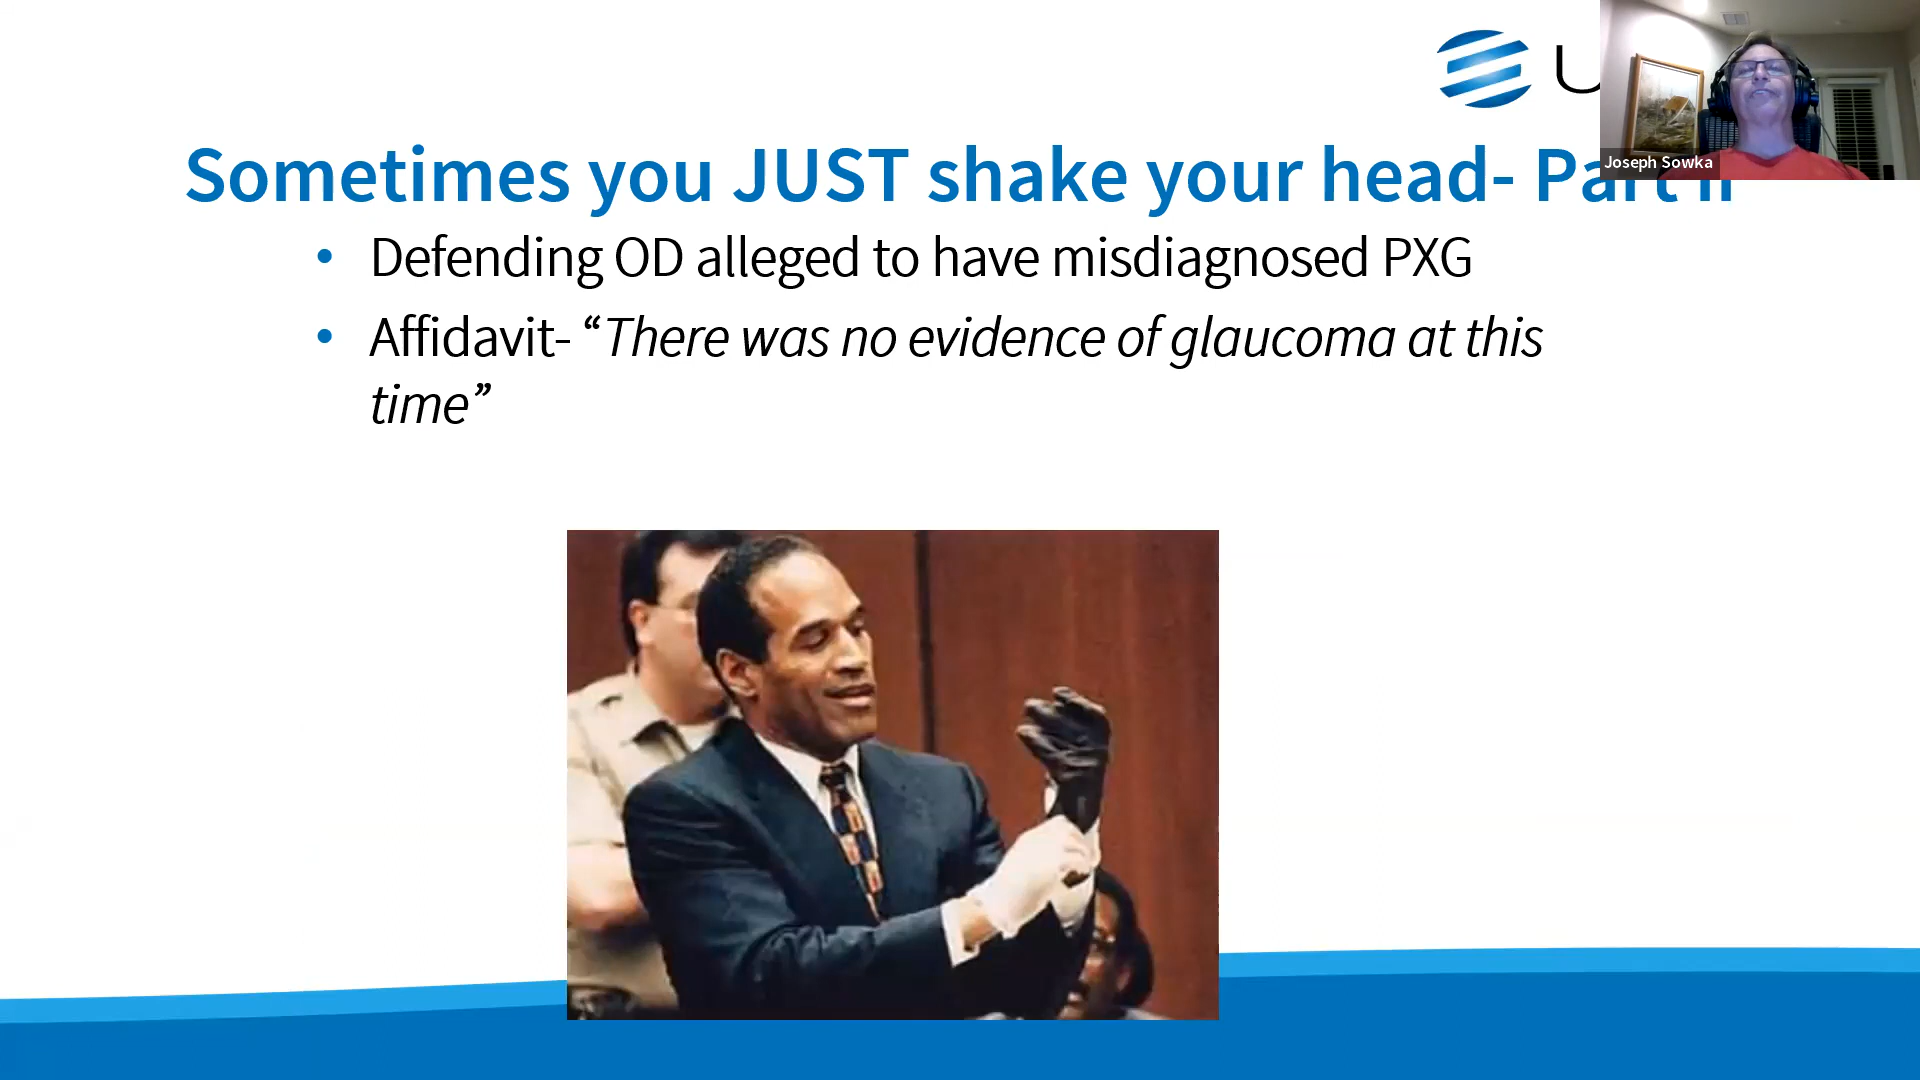 U
Joseph Sowka
Sometimes you JUST shake your head- Part II
• Defending OD alleged to have misdiagnosed PXG
• Affidavit- “There was no evidence of glaucoma at this
time”